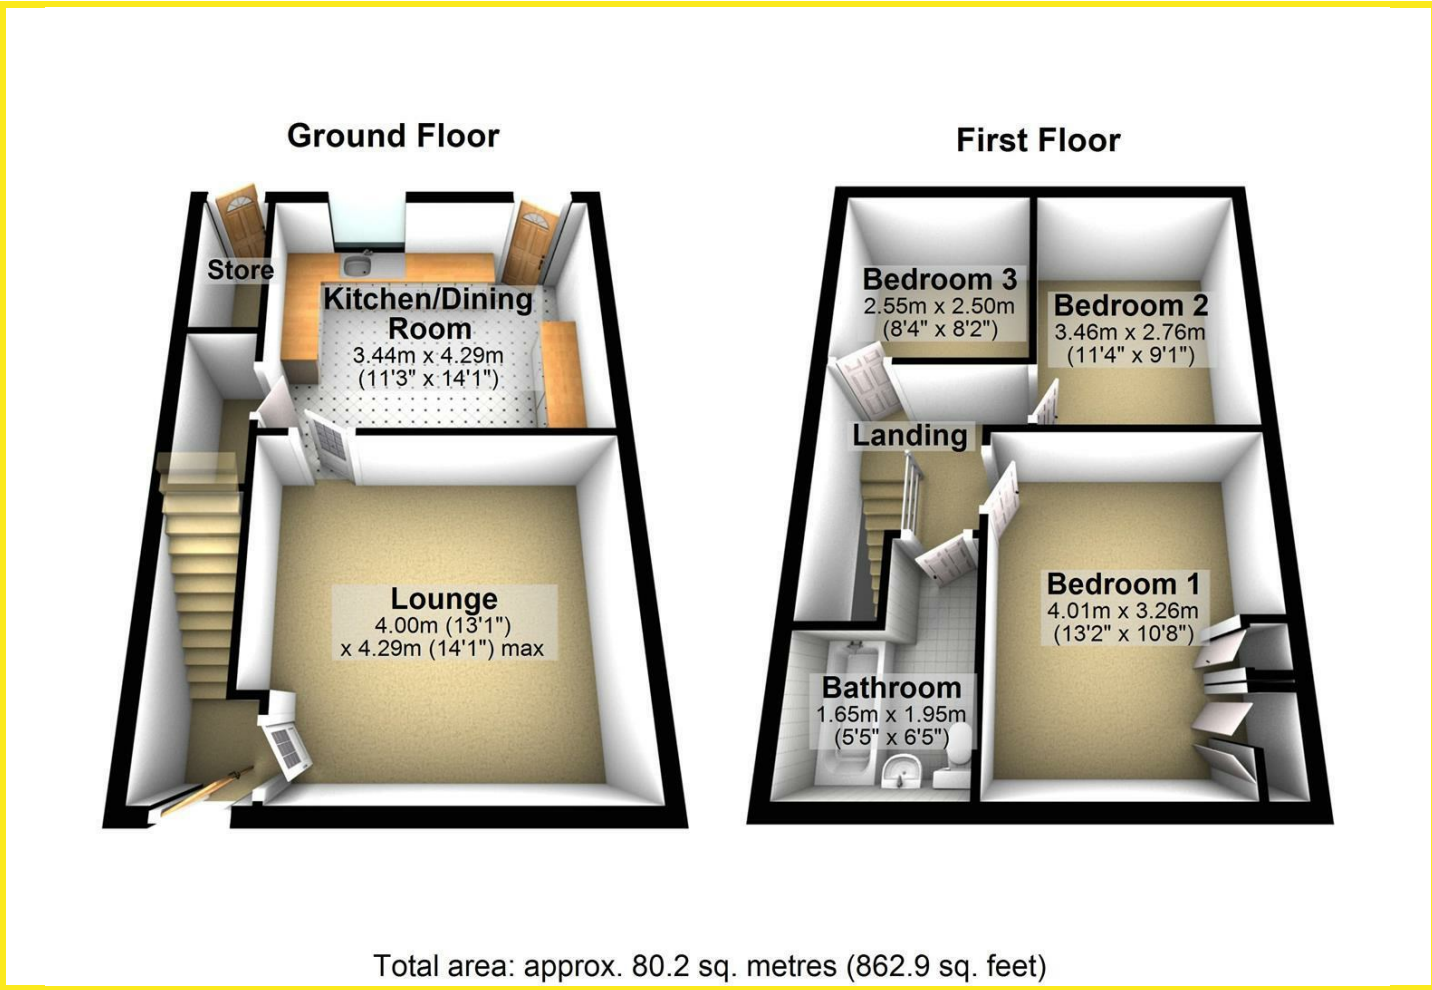 Ground Floor
First Floor
Store
Kitchen/Dining
Room
3.44m x 4.29m
(11'3" x 14'1")
Lounge
4.00m (13'1")
x 4.29m (14'1") max
Bedroom 3
2.55m x 2.50m
(8'4" x 8'2")
Bedroom 2
3.46m x 2.76m
(11'4" x 9'1")
Landing
Bedroom 1
4.01m x 3.26m
(13'2" x 10'8")
Bathroom
1.65m x 1.95m
(5'5" x 6'5")
Total area: approx. 80.2 sq. metres (862.9 sq. feet)